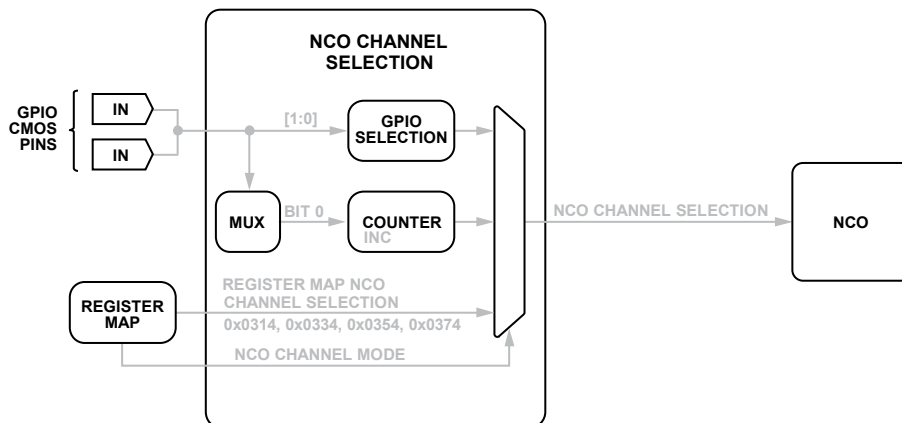 NCO CHANNEL
SELECTION
GPIO
CMOS
PINS
IN
IN
[1:0]
GPIO
SELECTION
MUX
BIT 0
COUNTER
INC
NCO CHANNEL SELECTION
NCO
REGISTER
MAP
REGISTER MAP NCO
CHANNEL SELECTION
0x0314, 0x0334, 0x0354, 0x0374
NCO CHANNEL MODE